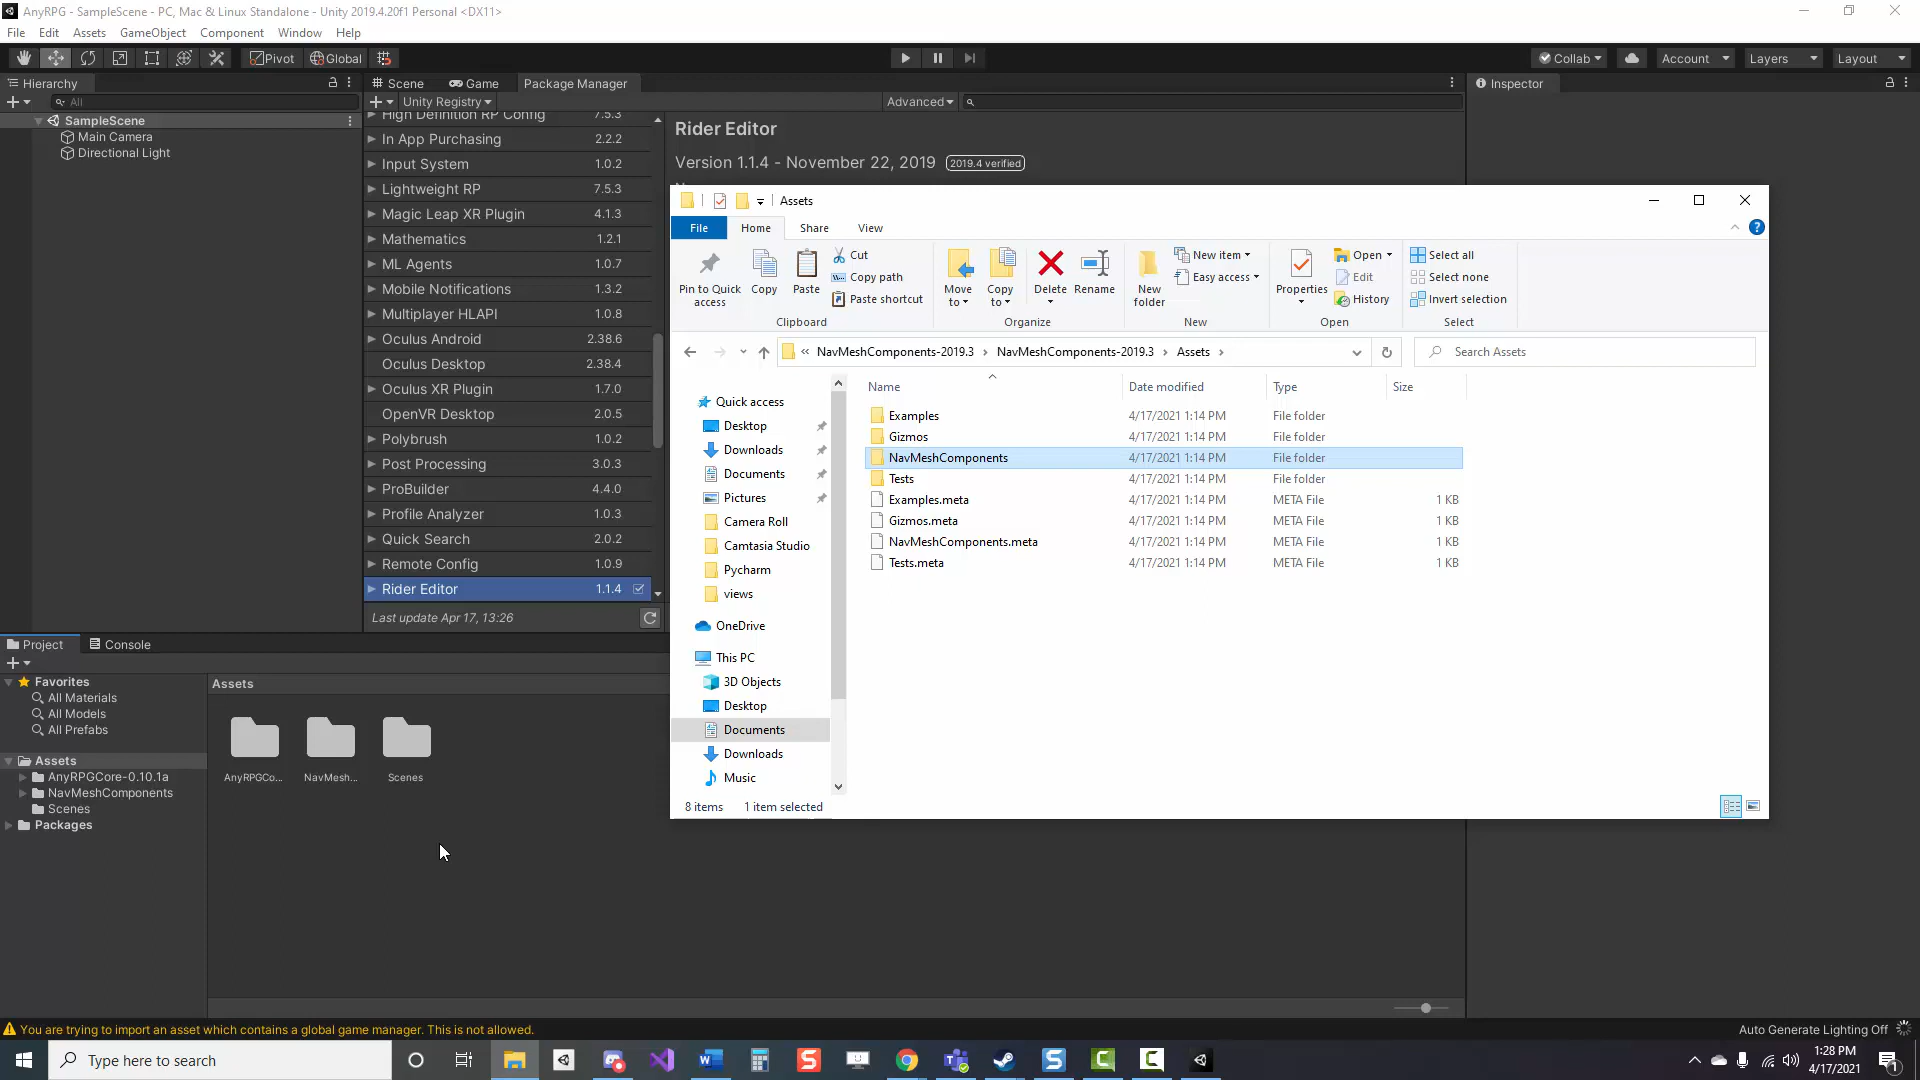 AnyRPG - SampleScene - PC, Mac & Linux Standalone - Unity 2019.4.20f1 Personal <DX11>
File Edit Assets GameObject Component Window Help
Pivot Global Collab Account Layers Layout
Hierarchy Scene Game Package Manager Inspector
All Unity Registry Advanced
SampleScene
Main Camera
Directional Light
High Definition RP Config 7.5.3
In App Purchasing 2.2.2
Input System 1.0.2
Lightweight RP 7.5.3
Magic Leap XR Plugin 4.1.3
Mathematics 1.2.1
ML Agents 1.0.7
Mobile Notifications 1.3.2
Multiplayer HLAPI 1.0.8
Oculus Android 2.38.6
Oculus Desktop 2.38.4
Oculus XR Plugin 1.7.0
OpenVR Desktop 2.0.5
Polybrush 1.0.2
Post Processing 3.0.3
ProBuilder 4.4.0
Profile Analyzer 1.0.3
Quick Search 2.0.2
Remote Config 1.0.9
Rider Editor 1.1.4
Last update Apr 17, 13:26
Rider Editor
Version 1.1.4 - November 22, 2019 2019.4 verified
Assets
File Home Share View
Pin to Quick access
Copy
Paste
Cut
Copy path
Paste shortcut
Clipboard
Move to
Copy to
Delete
Rename
Organize
New folder
New item
Easy access
New
Properties
Open
Edit
History
Open
Select all
Select none
Invert selection
Select
« NavMeshComponents-2019.3 › NavMeshComponents-2019.3 › Assets ›
Search Assets
Quick access
Desktop
Downloads
Documents
Pictures
Camera Roll
Camtasia Studio
Pycharm
views
OneDrive
This PC
3D Objects
Desktop
Documents
Downloads
Music
Name Date modified Type Size
Examples 4/17/2021 1:14 PM File folder
Gizmos 4/17/2021 1:14 PM File folder
NavMeshComponents 4/17/2021 1:14 PM File folder
Tests 4/17/2021 1:14 PM File folder
Examples.meta 4/17/2021 1:14 PM META File 1 KB
Gizmos.meta 4/17/2021 1:14 PM META File 1 KB
NavMeshComponents.meta 4/17/2021 1:14 PM META File 1 KB
Tests.meta 4/17/2021 1:14 PM META File 1 KB
8 items 1 item selected
Project Console
Favorites
All Materials
All Models
All Prefabs
Assets
AnyRPGCore-0.10.1a
NavMeshComponents
Scenes
Packages
Assets
AnyRPGCo... NavMesh... Scenes
You are trying to import an asset which contains a global game manager. This is not allowed.
Auto Generate Lighting Off
Type here to search
1:28 PM
4/17/2021
1